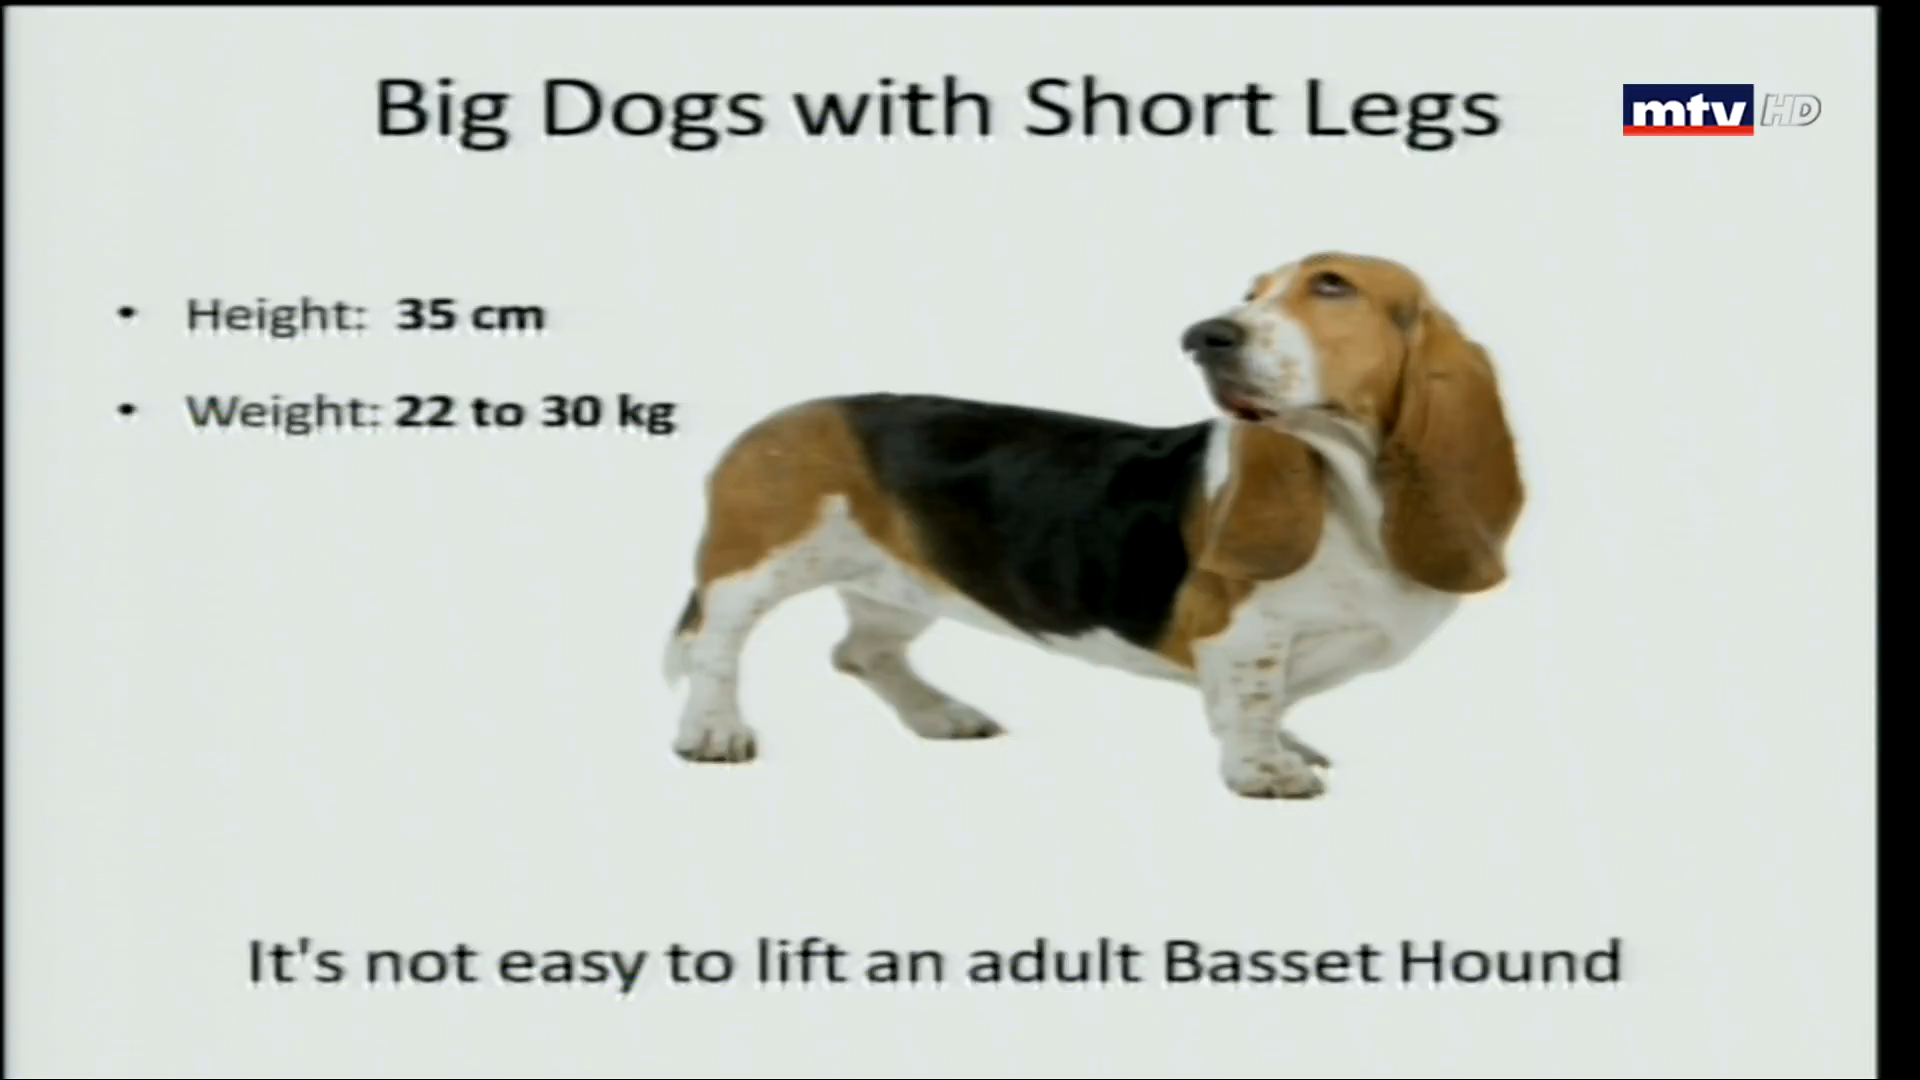 Big Dogs with Short Legs
mtv HD
• Height: 35 cm
• Weight: 22 to 30 kg
It's not easy to lift an adult Basset Hound